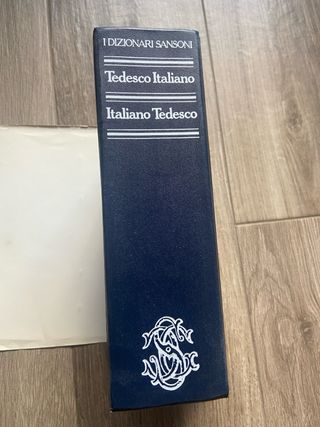 I DIZIONARI SANSONI
Tedesco Italiano
Italiano Tedesco